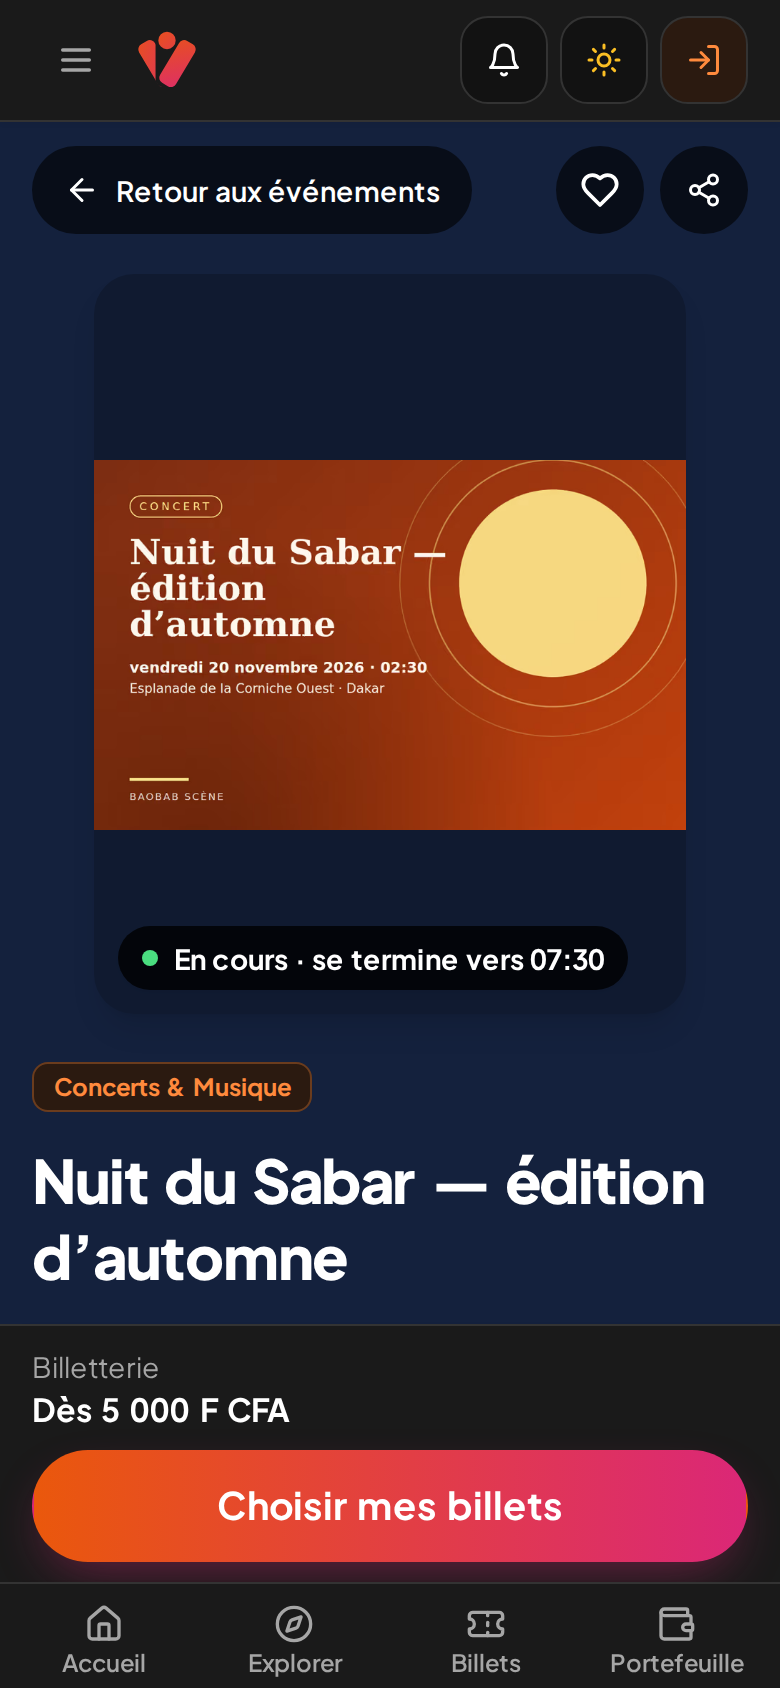 Retour aux événements
CONCERT
Nuit du Sabar —
édition
d’automne
vendredi 20 novembre 2026 · 02:30
Esplanade de la Corniche Ouest · Dakar
BAOBAB SCÈNE
En cours · se termine vers 07:30
Concerts & Musique
Nuit du Sabar — édition
d’automne
Billetterie
Dès 5 000 F CFA
Choisir mes billets
Accueil
Explorer
Billets
Portefeuille